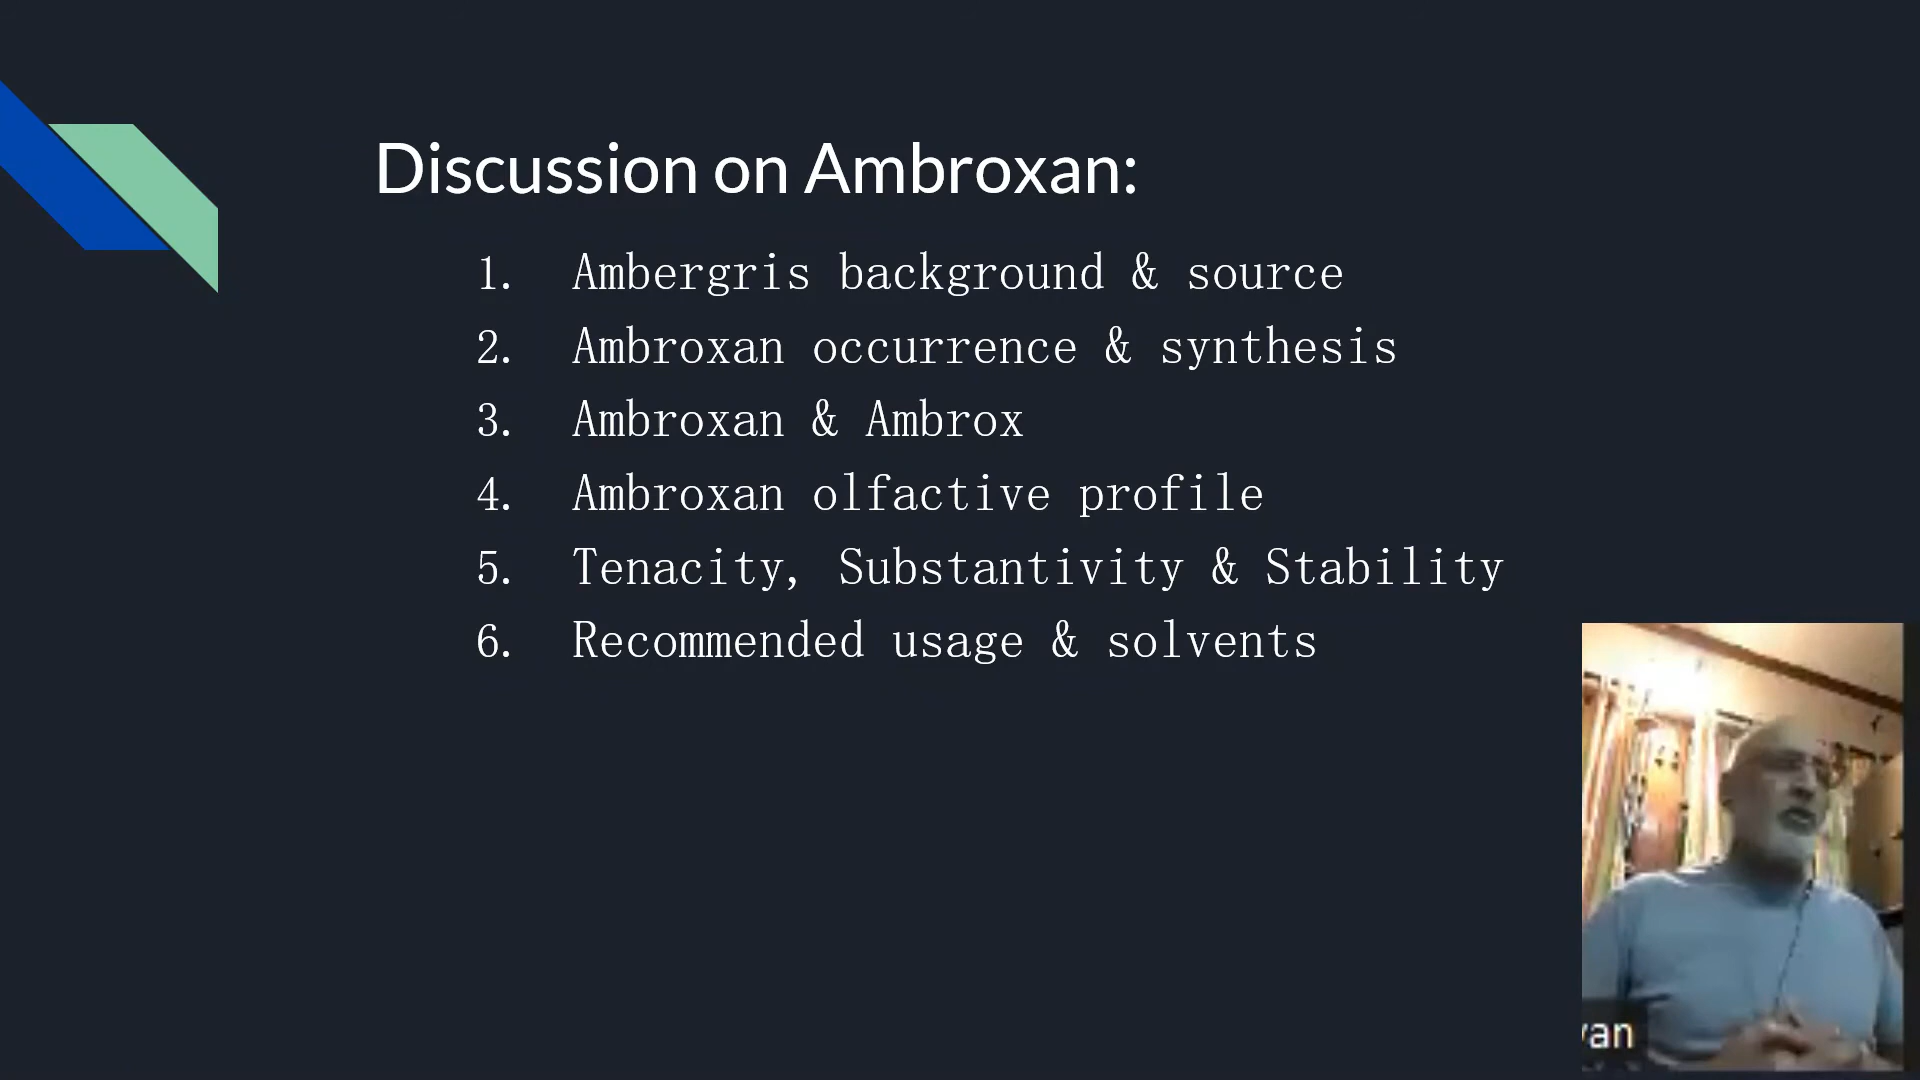 Discussion on Ambroxan:
1. Ambergris background & source
2. Ambroxan occurrence & synthesis
3. Ambroxan & Ambrox
4. Ambroxan olfactive profile
5. Tenacity, Substantivity & Stability
6. Recommended usage & solvents